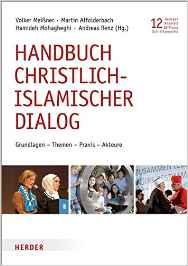 Volker Meißner • Martin Affolderbach
Hamideh Mohagheghi • Andreas Renz (Hg.)
12
HANDBUCH
CHRISTLICH-
ISLAMISCHER
DIALOG
Grundlagen – Themen – Praxis – Akteure
HERDER